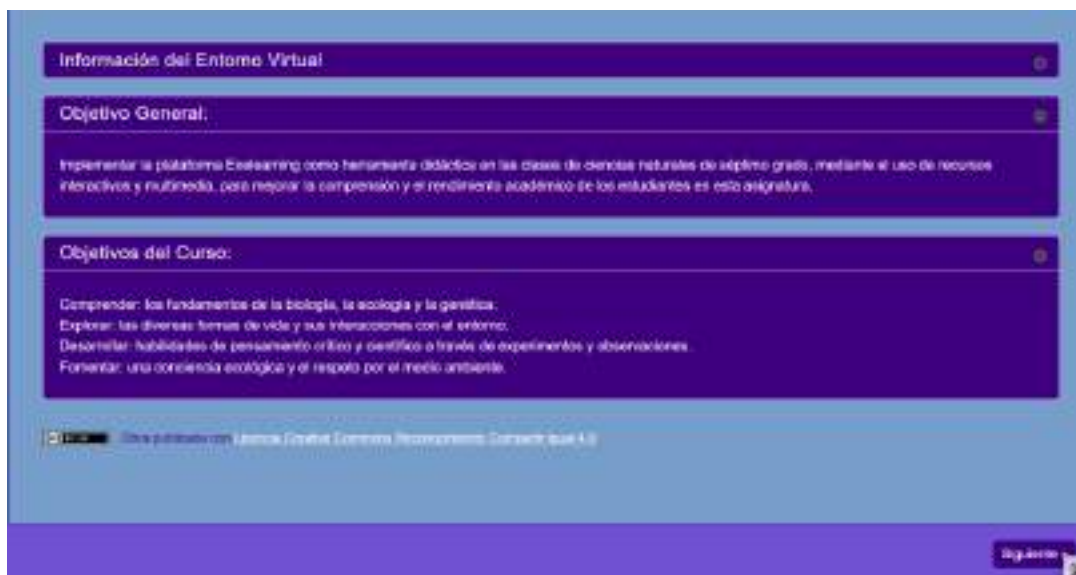 Información del Entorno Virtual
Objetivo General:
Implementar la plataforma Exelearning como herramienta didáctica en las clases de ciencias naturales de séptimo grado, mediante el uso de recursos
interactivos y multimedia, para mejorar la comprensión y el rendimiento académico de los estudiantes en esta asignatura.
Objetivos del Curso:
Comprender: los fundamentos de la biología, la ecología y la genética.
Explorar: las diversas formas de vida y sus interacciones con el entorno.
Desarrollar: habilidades de pensamiento crítico y científico a través de experimentos y observaciones.
Fomentar: una conciencia ecológica y el respeto por el medio ambiente.
Obra publicada con Licencia Creative Commons Reconocimiento Compartir igual 4.0
Siguiente